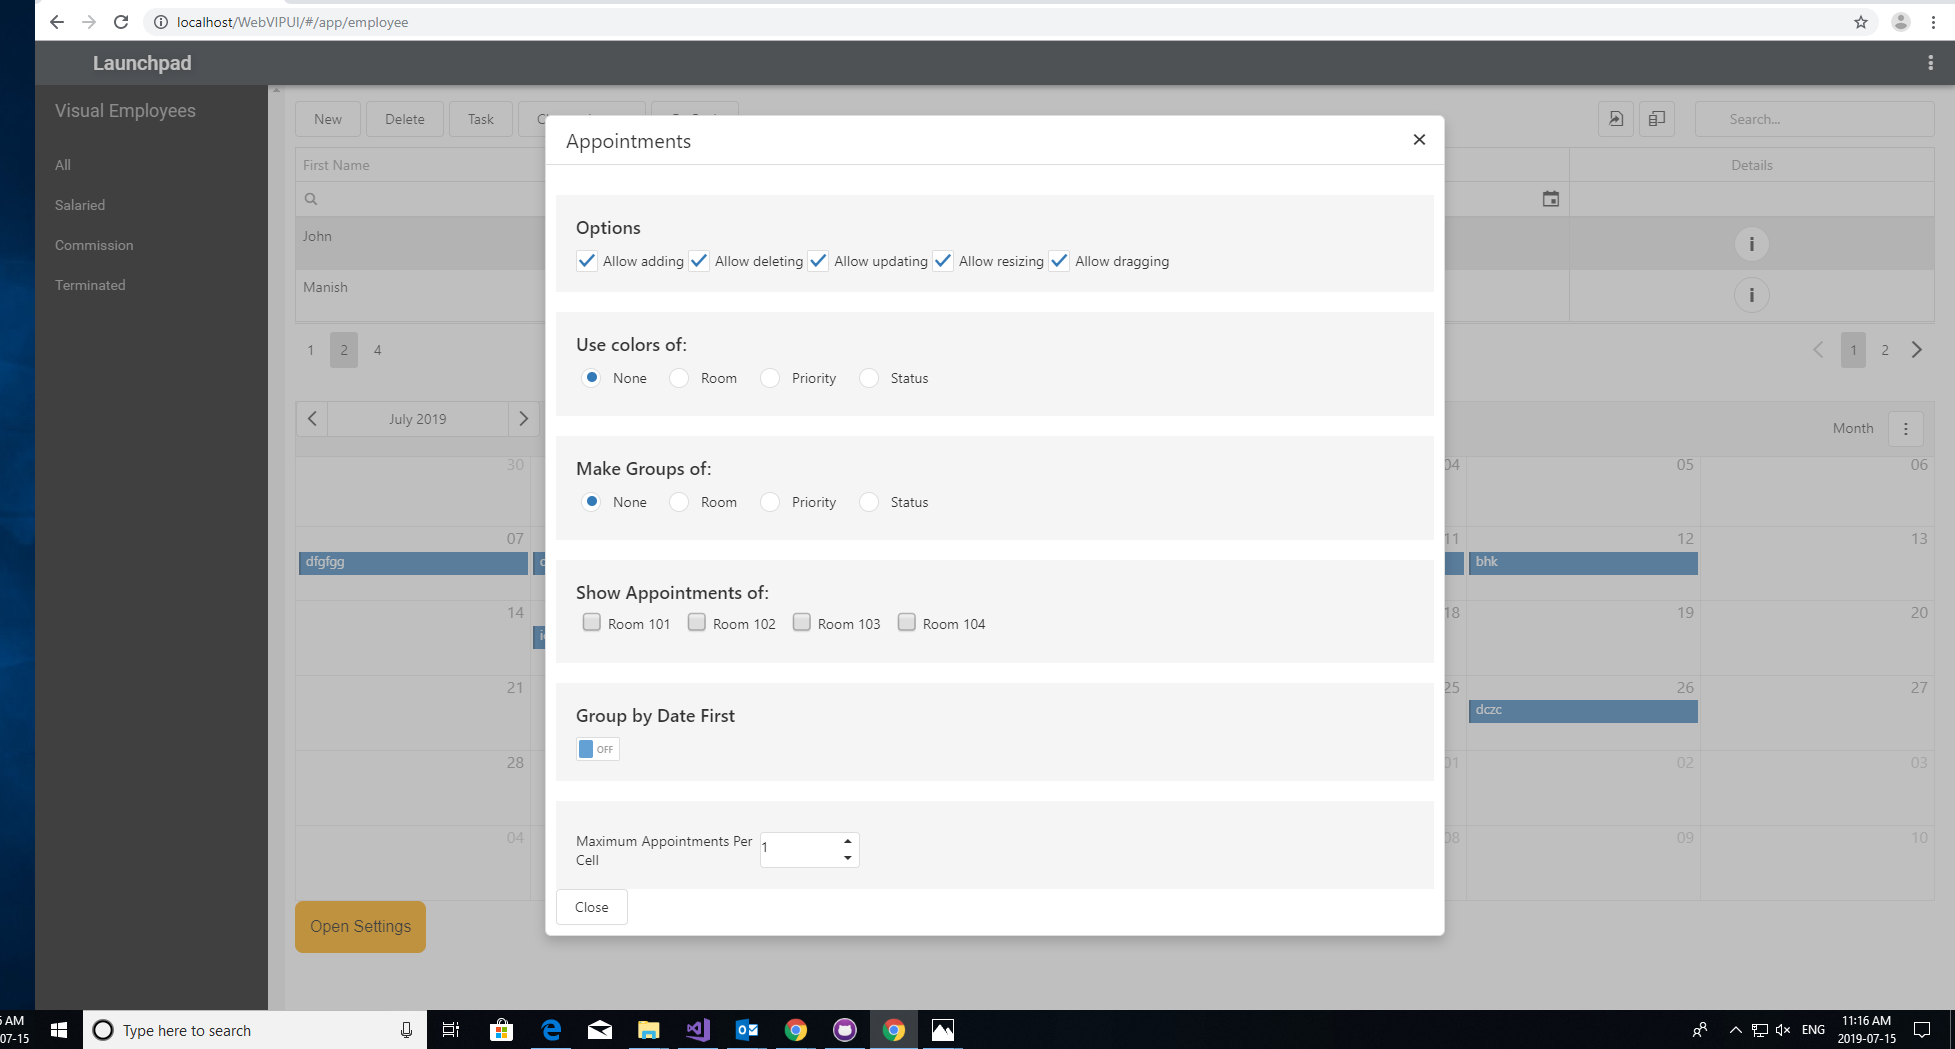 localhost/WebVIPUI/#/app/employee
Launchpad
Visual Employees
All
Salaried
Commission
Terminated
New Delete Task
Search...
First Name Details
John
Manish
1 2 4
1 2
July 2019
Month
Appointments
Options
Allow adding Allow deleting Allow updating Allow resizing Allow dragging
Use colors of:
None Room Priority Status
Make Groups of:
None Room Priority Status
Show Appointments of:
Room 101 Room 102 Room 103 Room 104
Group by Date First
OFF
Maximum Appointments Per
Cell
1
Close
30 04 05 06
07 11 12 13
dfgfgg bhk
14 18 19 20
21 25 26 27
dczc
28 01 02 03
04 08 09 10
Open Settings
AM
07-15
Type here to search
ENG
11:16 AM
2019-07-15